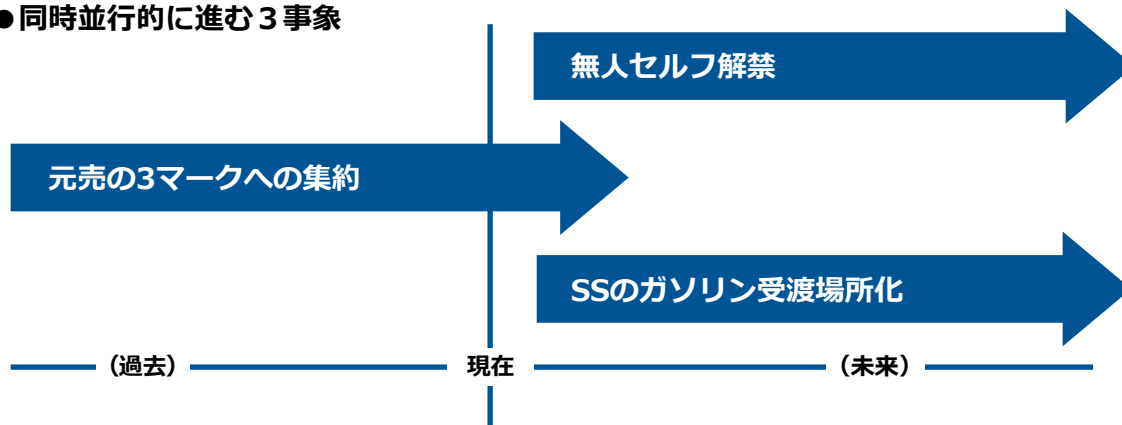 ●同時並行的に進む３事象
無人セルフ解禁
元売の3マークへの集約
SSのガソリン受渡場所化
（過去）
現在
（未来）